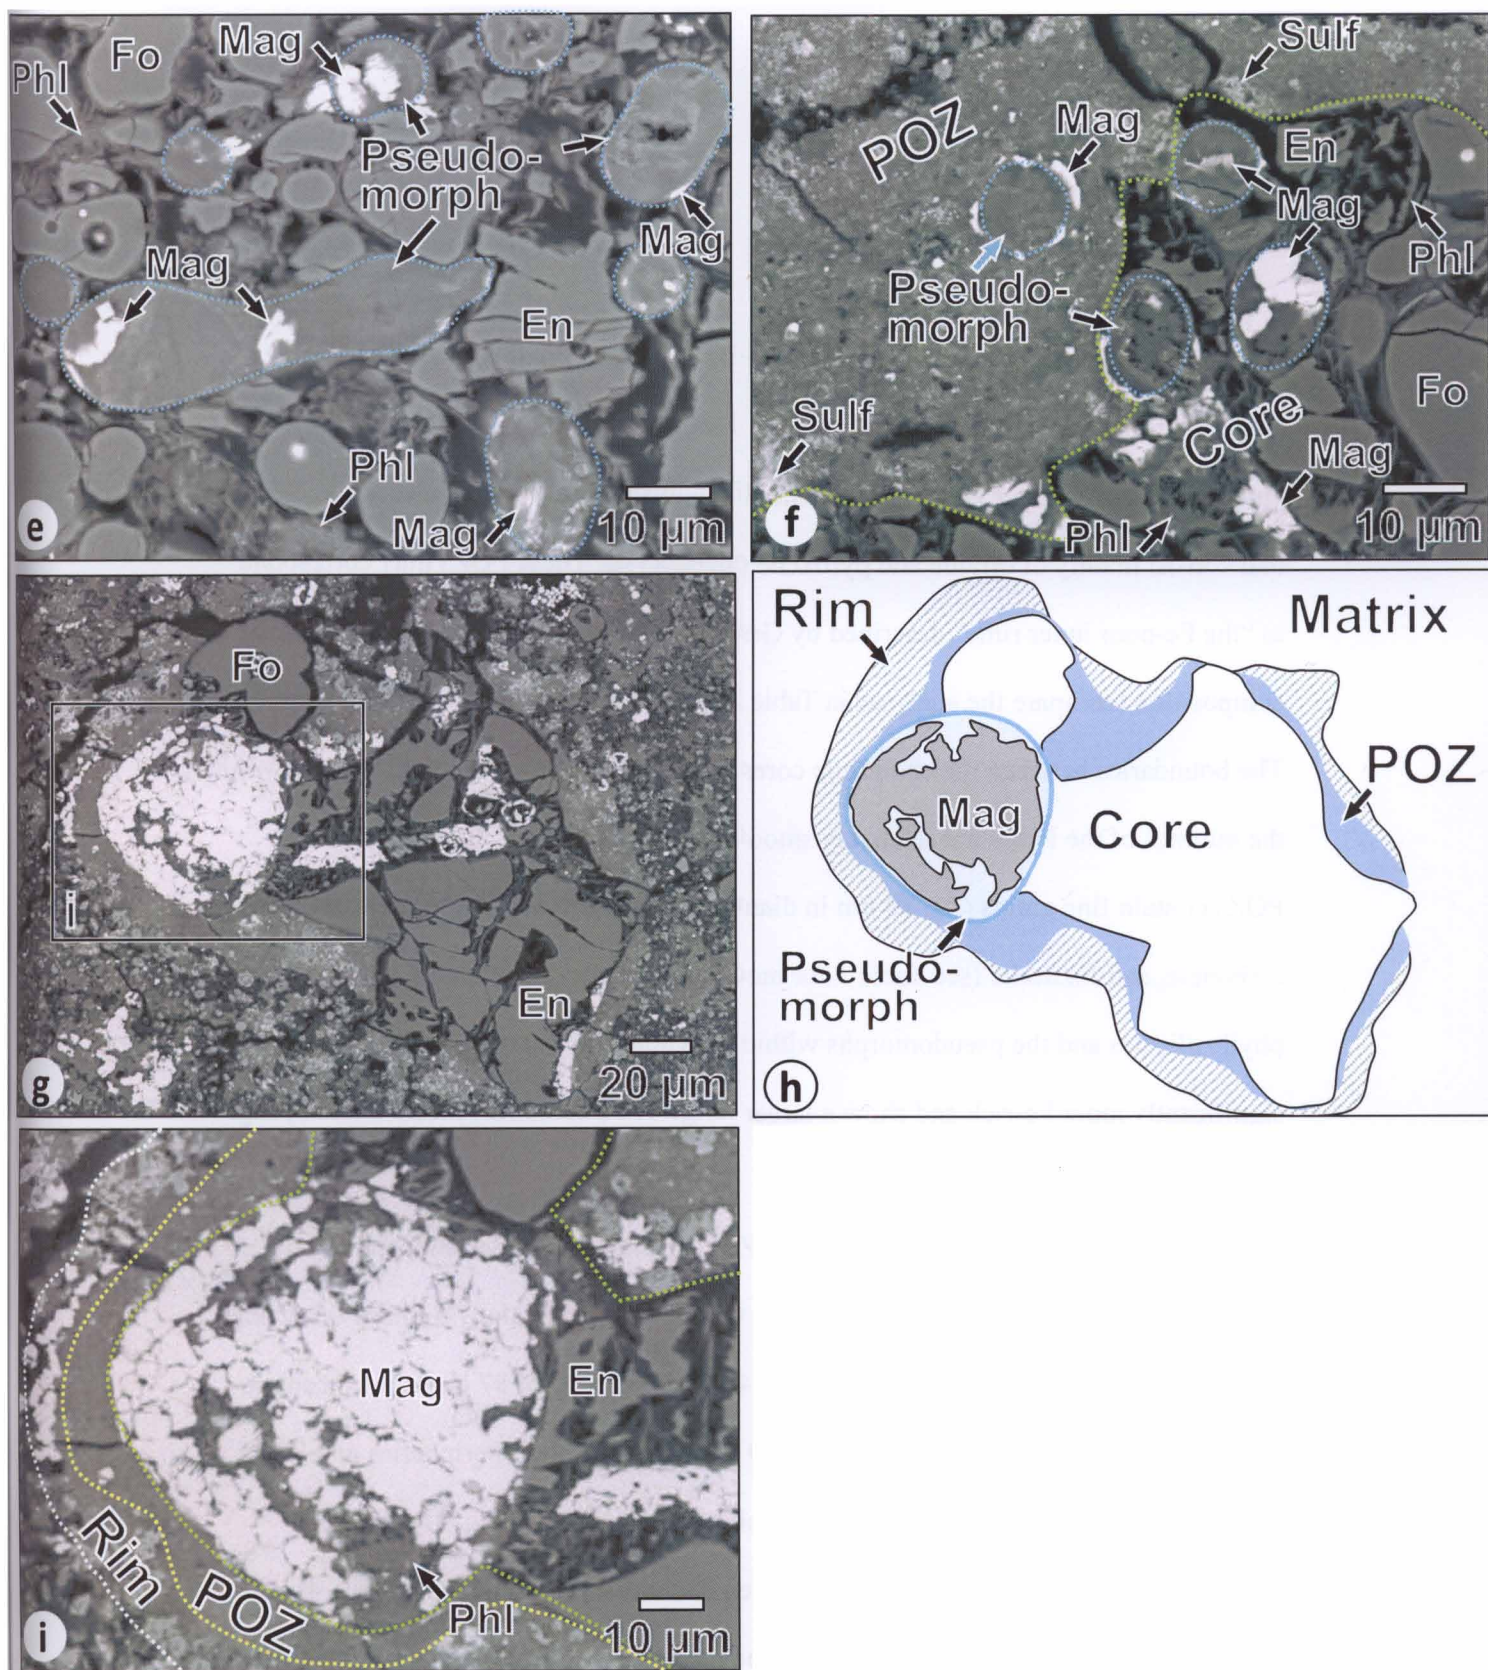 Mag
Fo
Phl
Pseudo-
morph
Mag
Mag
En
Phl
Mag
10 µm
e
Sulf
POZ
Mag
En
Mag
Phl
Pseudo-
morph
Fo
Sulf
Core
Mag
Phl
10 µm
f
Fo
i
En
20 µm
g
Rim
Matrix
POZ
Mag
Core
Pseudo-
morph
h
Mag
En
Rim
POZ
Phl
10 µm
i